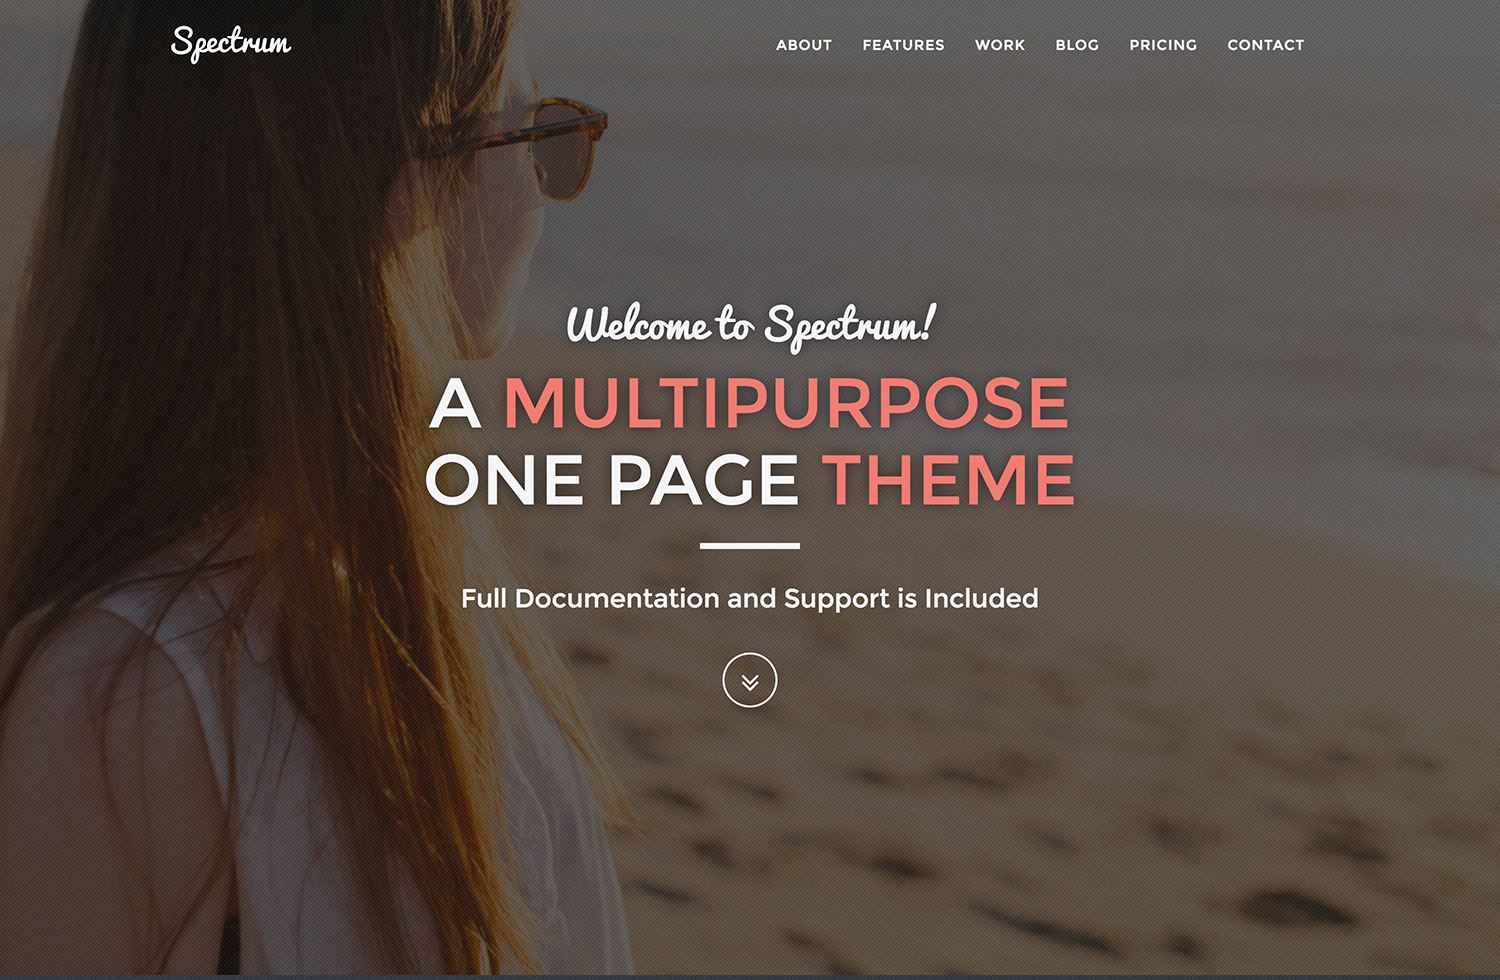 Spectrum
ABOUT FEATURES WORK BLOG PRICING CONTACT
Welcome to Spectrum!
A MULTIPURPOSE
ONE PAGE THEME
Full Documentation and Support is Included